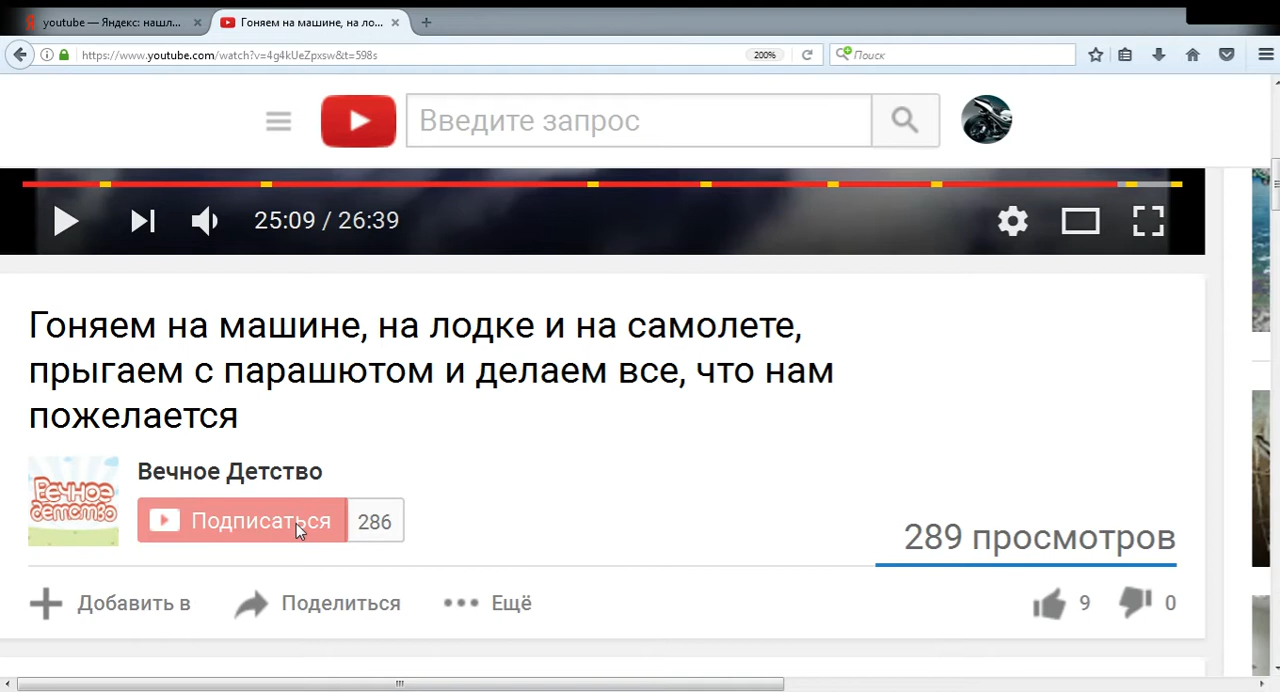 youtube — Яндекс: нашл...
Гоняем на машине, на ло...
https://www.youtube.com/watch?v=4g4kUeZpxsw&t=598s
200%
Поиск
Введите запрос
25:09 / 26:39
Гоняем на машине, на лодке и на самолете,
прыгаем с парашютом и делаем все, что нам
пожелается
Вечное
детство
Вечное Детство
Подписаться
286
289 просмотров
Добавить в
Поделиться
Ещё
9
0